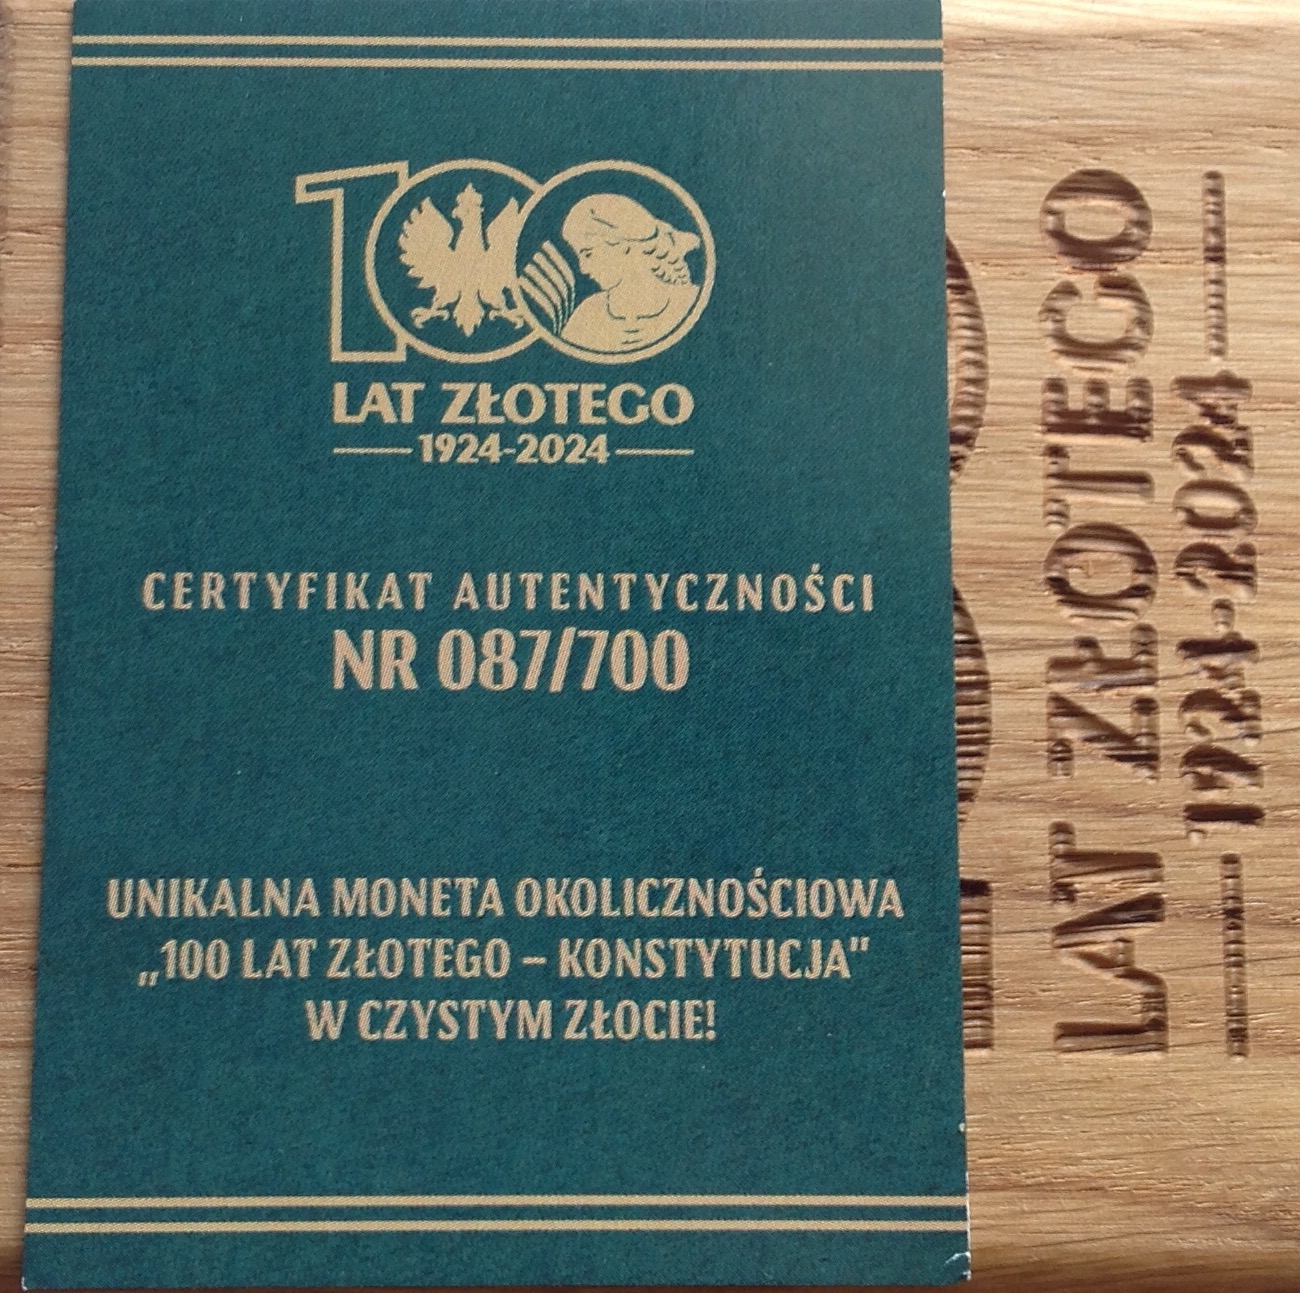 100
LAT ZŁOTEGO
1924-2024
CERTYFIKAT AUTENTYCZNOŚCI
NR 087/700
UNIKALNA MONETA OKOLICZNOŚCIOWA
„100 LAT ZŁOTEGO – KONSTYTUCJA"
W CZYSTYM ZŁOCIE!
LAT ZŁOTEGO
1924-2024